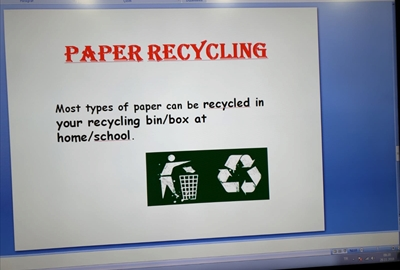 PAPER RECYCLING
Most types of paper can be recycled in
your recycling bin/box at
home/school.